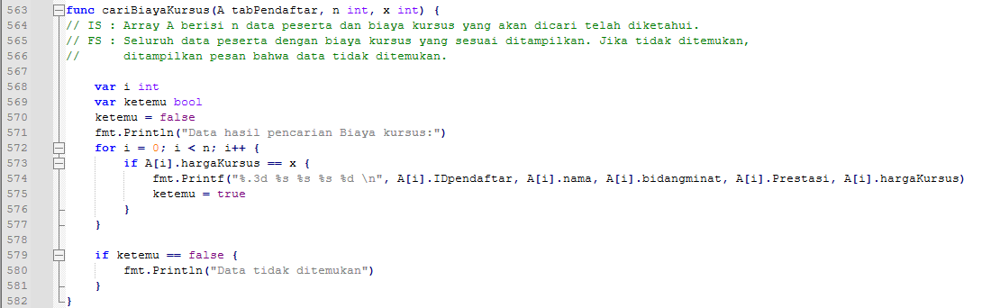 563 func cariBiayaKursus(A tabPendaftar, n int, x int) {
564 // IS : Array A berisi n data peserta dan biaya kursus yang akan dicari telah diketahui.
565 // FS : Seluruh data peserta dengan biaya kursus yang sesuai ditampilkan. Jika tidak ditemukan,
566 //      ditampilkan pesan bahwa data tidak ditemukan.
567
568     var i int
569     var ketemu bool
570     ketemu = false
571     fmt.Println("Data hasil pencarian Biaya kursus:")
572     for i = 0; i < n; i++ {
573         if A[i].hargaKursus == x {
574             fmt.Printf("%.3d %s %s %s %d \n", A[i].IDpendaftar, A[i].nama, A[i].bidangminat, A[i].Prestasi, A[i].hargaKursus)
575             ketemu = true
576         }
577     }
578
579     if ketemu == false {
580         fmt.Println("Data tidak ditemukan")
581     }
582 }